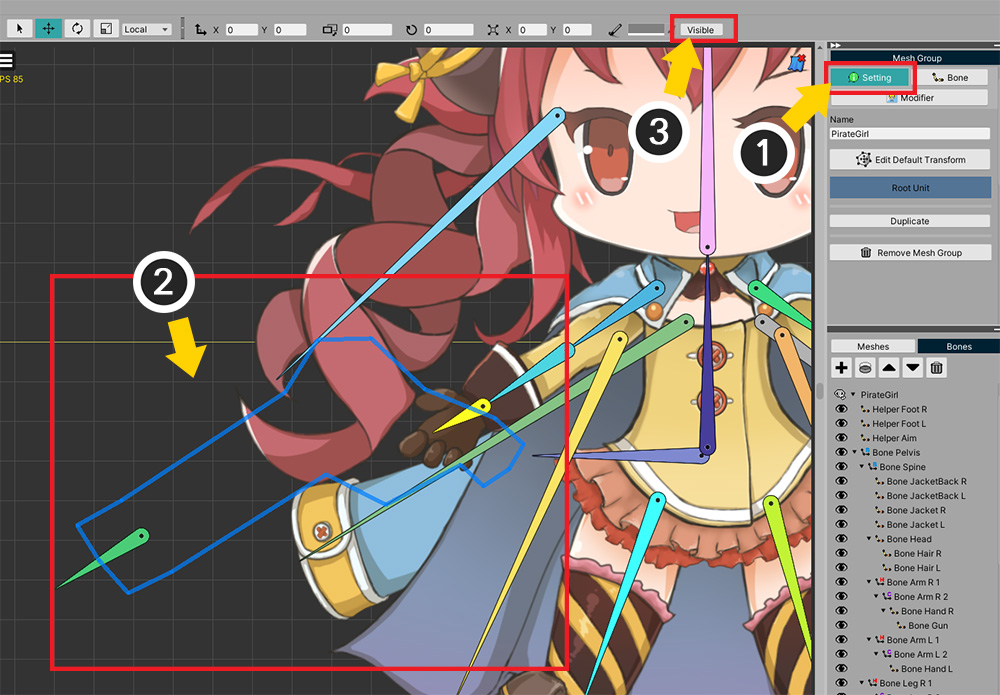 Local
X 0 Y 0 0 0 X 0 Y 0 Visible
PS 85
Mesh Group
Setting Bone
Modifier
Name
PirateGirl
Edit Default Transform
Root Unit
Duplicate
Remove Mesh Group
1
2
3
Meshes Bones
PirateGirl
Helper Foot R
Helper Foot L
Helper Aim
Bone Pelvis
Bone Spine
Bone JacketBack R
Bone JacketBack L
Bone Jacket R
Bone Jacket L
Bone Head
Bone Hair R
Bone Hair L
Bone Arm R 1
Bone Arm R 2
Bone Hand R
Bone Gun
Bone Arm L 1
Bone Arm L 2
Bone Hand L
Bone Leg R 1